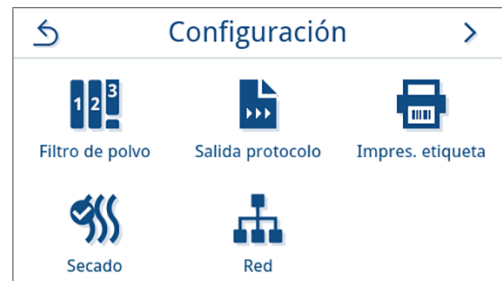 Configuración
1 2 3
Filtro de polvo
Salida protocolo
Impres. etiqueta
Secado
Red